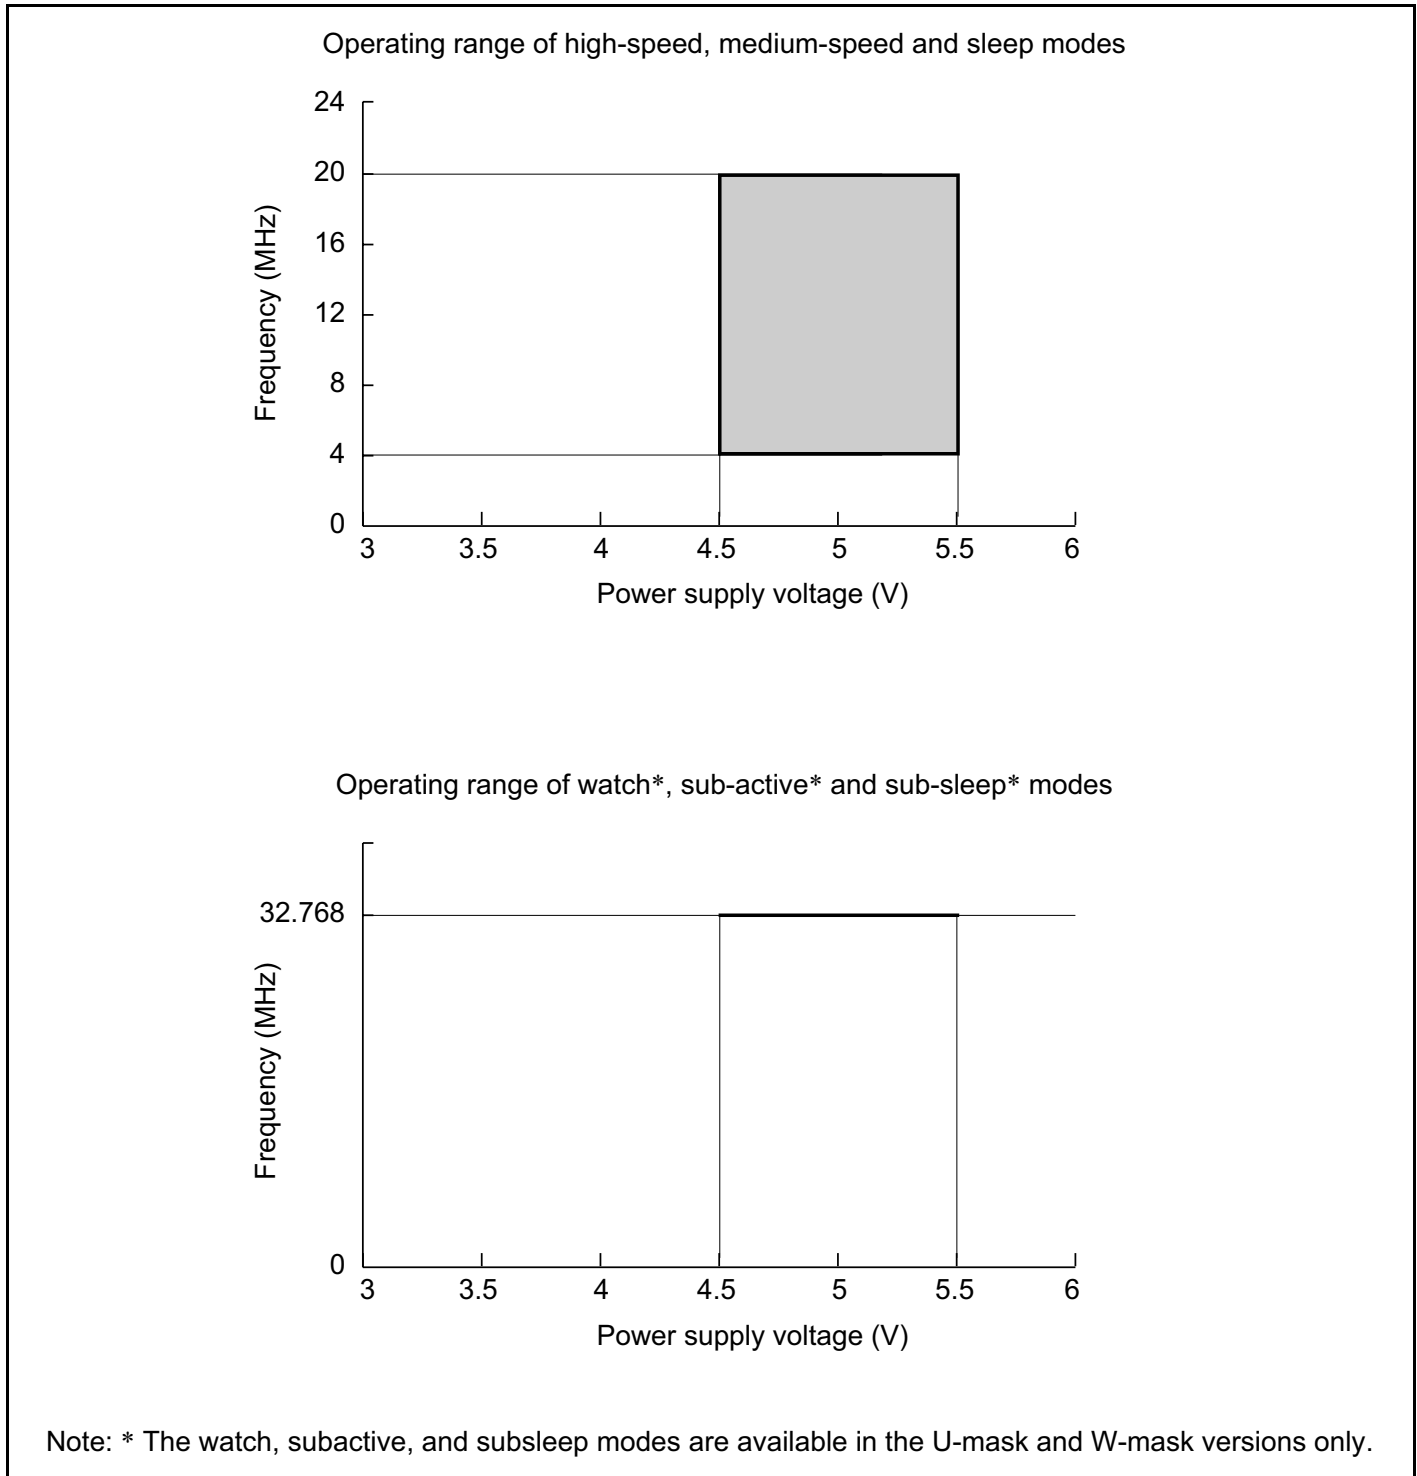 Operating range of high-speed, medium-speed and sleep modes
24
20
16
12
8
4
0
Frequency (MHz)
3 3.5 4 4.5 5 5.5 6
Power supply voltage (V)
Operating range of watch*, sub-active* and sub-sleep* modes
32.768
0
Frequency (MHz)
3 3.5 4 4.5 5 5.5 6
Power supply voltage (V)
Note: * The watch, subactive, and subsleep modes are available in the U-mask and W-mask versions only.